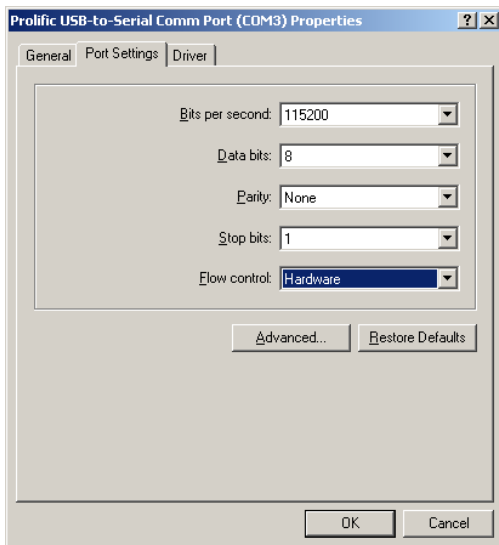 Prolific USB-to-Serial Comm Port (COM3) Properties
General Port Settings Driver
Bits per second: 115200
Data bits: 8
Parity: None
Stop bits: 1
Flow control: Hardware
Advanced... Restore Defaults
OK Cancel